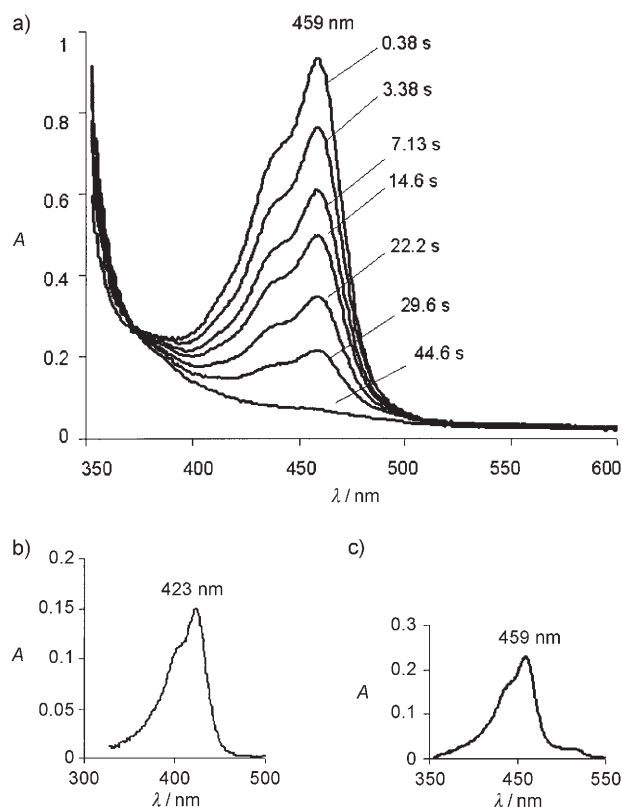 a)
459 nm
1
0.38 s
3.38 s
0.8
7.13 s
14.6 s
0.6
A
22.2 s
0.4
29.6 s
0.2
44.6 s
0
350 400 450 500 550 600
λ / nm
b)
c)
0.2
423 nm
0.15
0.3
459 nm
A
0.1
0.2
A
0.05
0.1
0
0
300 400 500
350 450 550
λ / nm
λ / nm